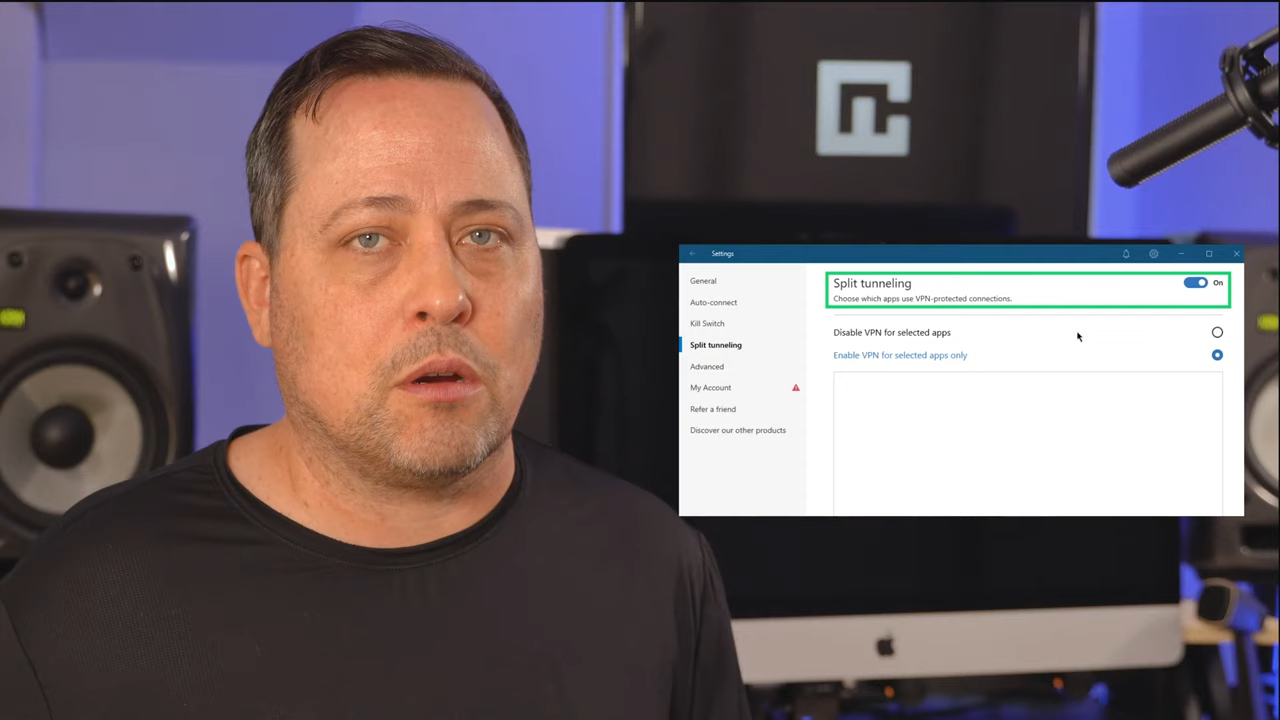 Settings
General
Auto-connect
Kill Switch
Split tunneling
Advanced
My Account
Refer a friend
Discover our other products
Split tunneling
On
Choose which apps use VPN-protected connections.
Disable VPN for selected apps
Enable VPN for selected apps only